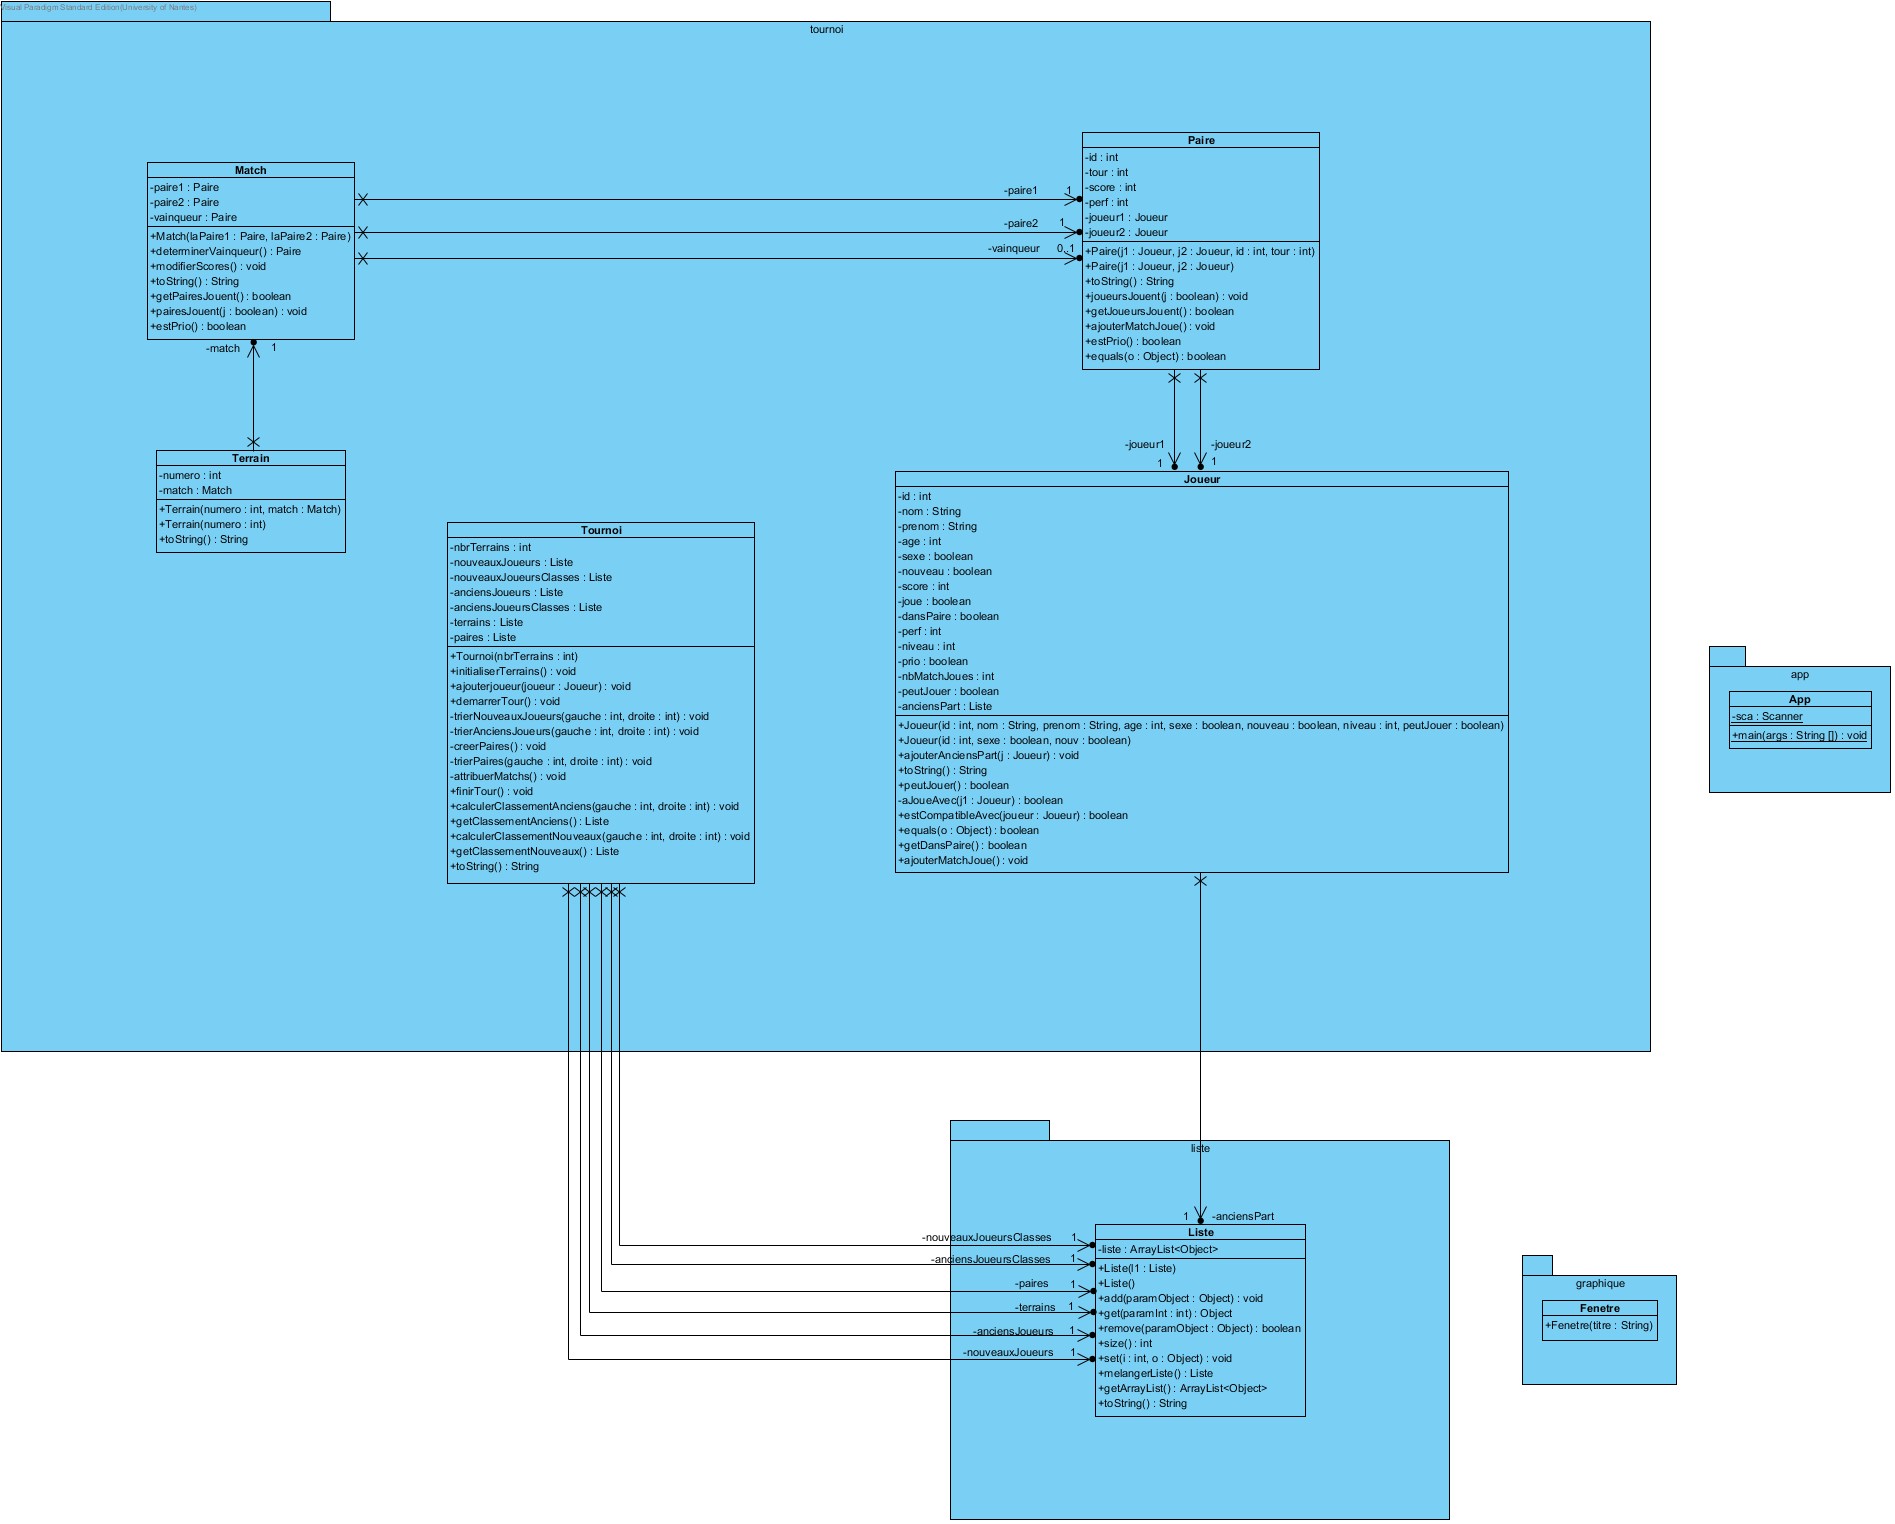 Visual Paradigm Standard Edition(University of Nantes)
tournoi
Match
-paire1 : Paire
-paire2 : Paire
-vainqueur : Paire
+Match(laPaire1 : Paire, laPaire2 : Paire)
+determinerVainqueur() : Paire
+modifierScores() : void
+toString() : String
+getPairesJouent() : boolean
+pairesJouent(j : boolean) : void
+estPrio() : boolean
-paire1 1
-paire2 1
-vainqueur 0..1
Paire
-id : int
-tour : int
-score : int
-perf : int
-joueur1 : Joueur
-joueur2 : Joueur
+Paire(j1 : Joueur, j2 : Joueur, id : int, tour : int)
+Paire(j1 : Joueur, j2 : Joueur)
+toString() : String
+joueursJouent(j : boolean) : void
+getJoueursJouent() : boolean
+ajouterMatchJoue() : void
+estPrio() : boolean
+equals(o : Object) : boolean
-match 1
Terrain
-numero : int
-match : Match
+Terrain(numero : int, match : Match)
+Terrain(numero : int)
+toString() : String
-joueur1 -joueur2
1 1
Tournoi
-nbrTerrains : int
-nouveauxJoueurs : Liste
-nouveauxJoueursClasses : Liste
-anciensJoueurs : Liste
-anciensJoueursClasses : Liste
-terrains : Liste
-paires : Liste
+Tournoi(nbrTerrains : int)
+initialiserTerrains() : void
+ajouterjoueur(joueur : Joueur) : void
+demarrerTour() : void
-trierNouveauxJoueurs(gauche : int, droite : int) : void
-trierAnciensJoueurs(gauche : int, droite : int) : void
-creerPaires() : void
-trierPaires(gauche : int, droite : int) : void
-attribuerMatchs() : void
+finirTour() : void
+calculerClassementAnciens(gauche : int, droite : int) : void
+getClassementAnciens() : Liste
+calculerClassementNouveaux(gauche : int, droite : int) : void
+getClassementNouveaux() : Liste
+toString() : String
Joueur
-id : int
-nom : String
-prenom : String
-age : int
-sexe : boolean
-nouveau : boolean
-score : int
-joue : boolean
-dansPaire : boolean
-perf : int
-niveau : int
-prio : boolean
-nbMatchJoues : int
-peutJouer : boolean
-anciensPart : Liste
+Joueur(id : int, nom : String, prenom : String, age : int, sexe : boolean, nouveau : boolean, niveau : int, peutJouer : boolean)
+Joueur(id : int, sexe : boolean, nouv : boolean)
+ajouterAnciensPart(j : Joueur) : void
+toString() : String
+peutJouer() : boolean
-aJoueAvec(j1 : Joueur) : boolean
+estCompatibleAvec(joueur : Joueur) : boolean
+equals(o : Object) : boolean
+getDansPaire() : boolean
+ajouterMatchJoue() : void
app
App
-sca : Scanner
+main(args : String []) : void
liste
1 -anciensPart
-nouveauxJoueursClasses 1
-anciensJoueursClasses 1
-paires 1
-terrains 1
-anciensJoueurs 1
-nouveauxJoueurs 1
Liste
-liste : ArrayList<Object>
+Liste(l1 : Liste)
+Liste()
+add(paramObject : Object) : void
+get(paramInt : int) : Object
+remove(paramObject : Object) : boolean
+size() : int
+set(i : int, o : Object) : void
+melangerListe() : Liste
+getArrayList() : ArrayList<Object>
+toString() : String
graphique
Fenetre
+Fenetre(titre : String)